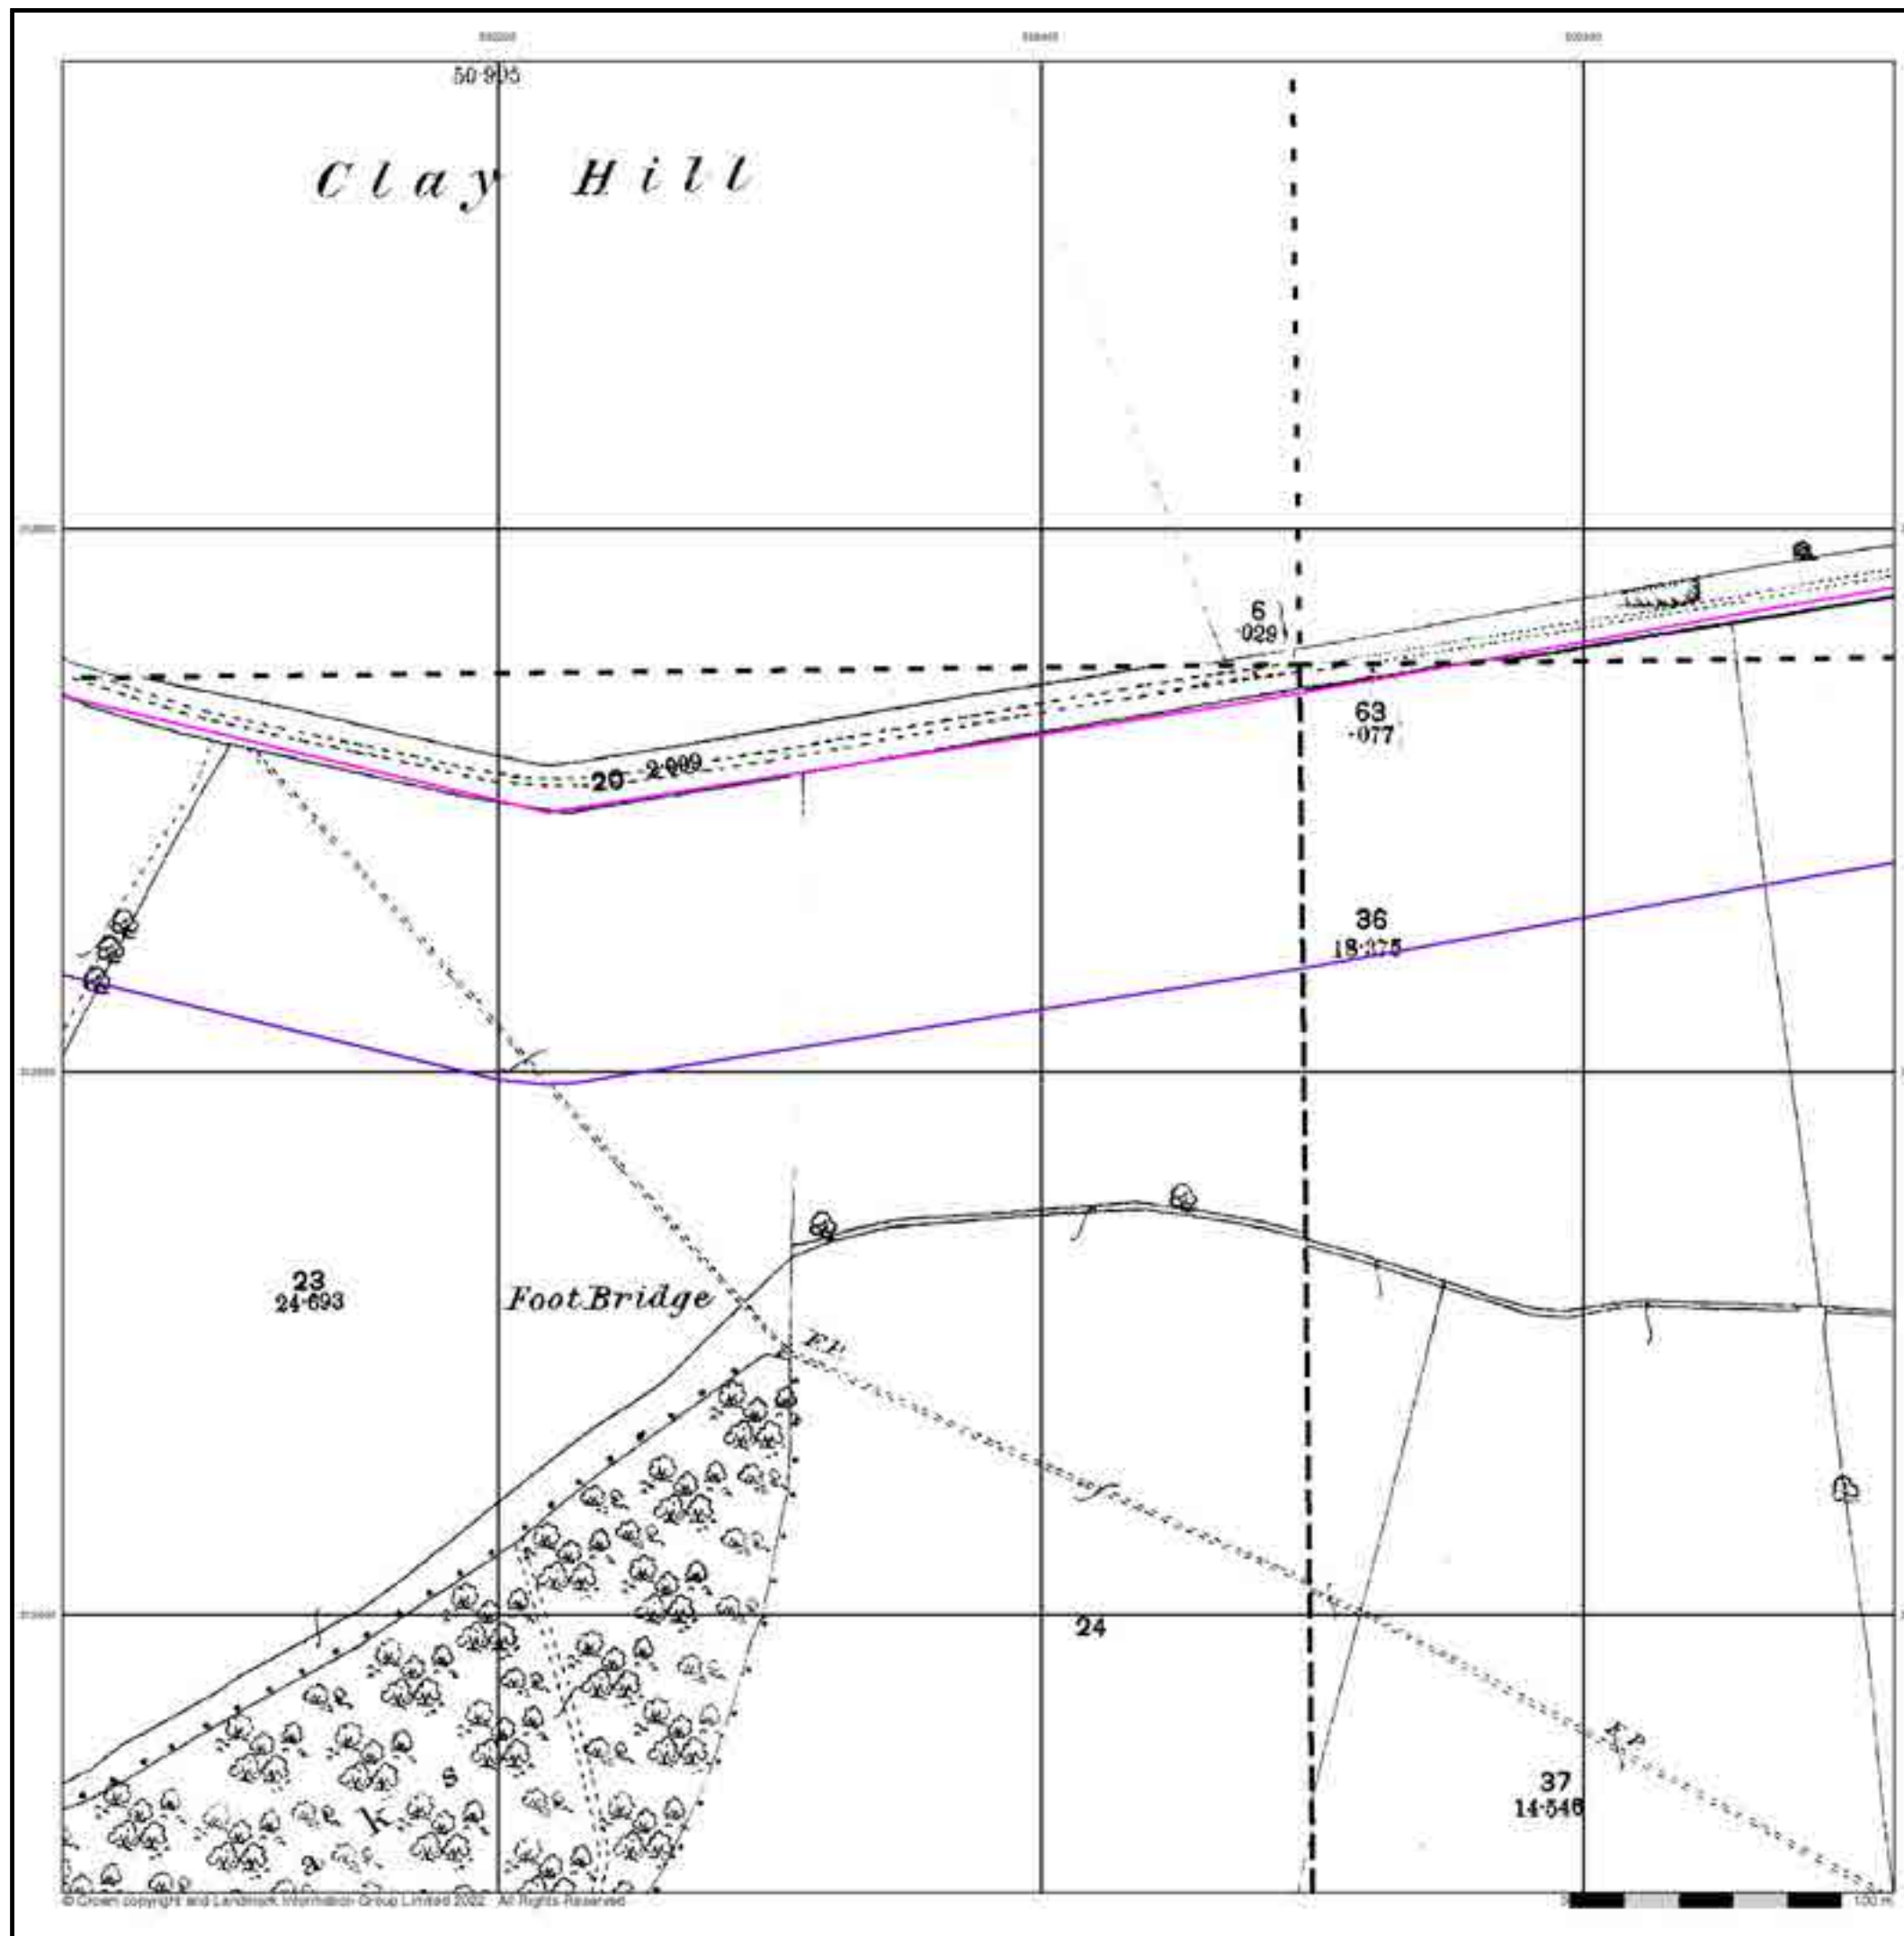 50·995
Clay Hill
6
·029
63
·077
20 2·009
36
18·375
23
24·693
Foot Bridge
F.P.
24
F.P.
37
14·546
s
k
a
© Crown copyright and Landmark Information Group Limited 2022 All Rights Reserved
100 m